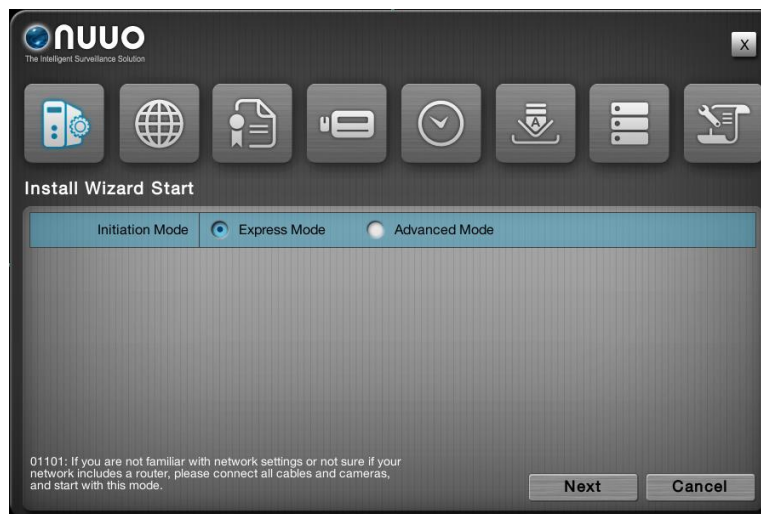 nuuo
The Intelligent Surveillance Solution
X
A
Install Wizard Start
Initiation Mode Express Mode Advanced Mode
01101: If you are not familiar with network settings or not sure if your
network includes a router, please connect all cables and cameras,
and start with this mode.
Next Cancel